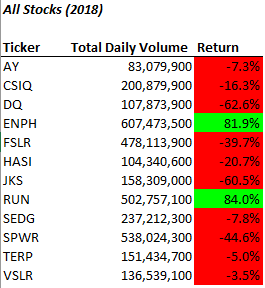 All Stocks (2018)
Ticker Total Daily Volume Return
AY 83,079,900 -7.3%
CSIQ 200,879,900 -16.3%
DQ 107,873,900 -62.6%
ENPH 607,473,500 81.9%
FSLR 478,113,900 -39.7%
HASI 104,340,600 -20.7%
JKS 158,309,000 -60.5%
RUN 502,757,100 84.0%
SEDG 237,212,300 -7.8%
SPWR 538,024,300 -44.6%
TERP 151,434,700 -5.0%
VSLR 136,539,100 -3.5%